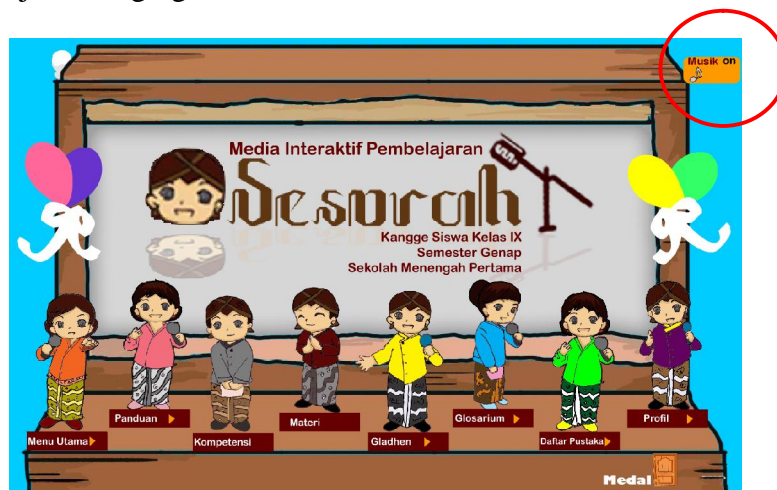 Musik on
Media Interaktif Pembelajaran
Sesorah
Kangge Siswa Kelas IX
Semester Genap
Sekolah Menengah Pertama
Menu Utama
Panduan
Kompetensi
Materi
Gladhen
Glosarium
Daftar Pustaka
Profil
Medal